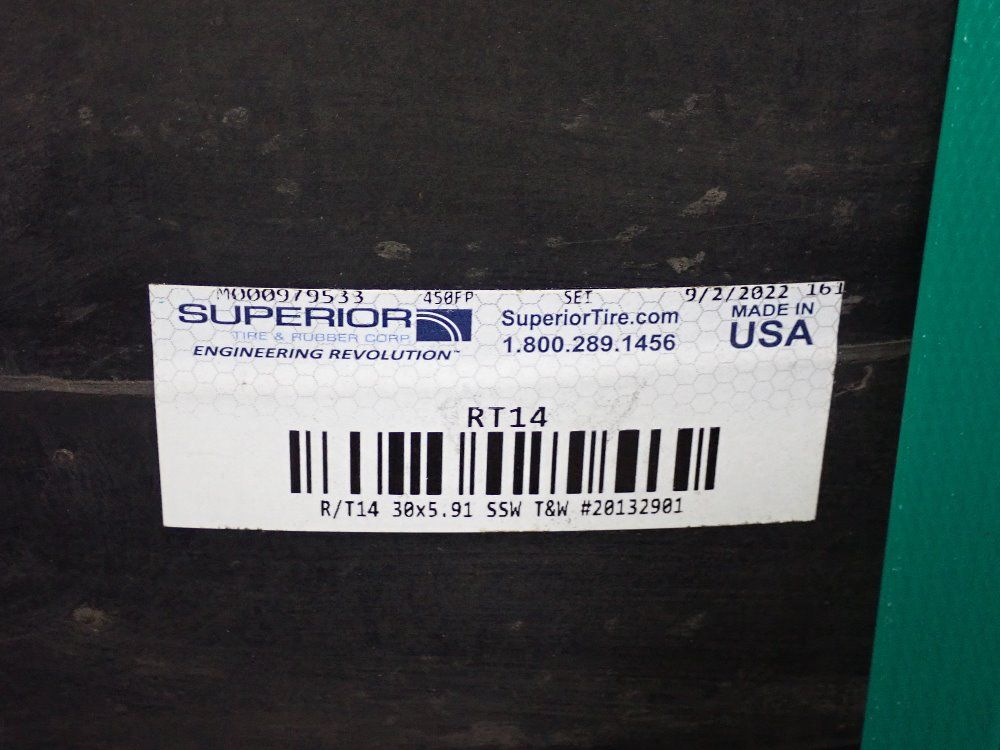 MO00979533 450FP SET 9/2/2022 161
SUPERIOR
TIRE & RUBBER CORP.
ENGINEERING REVOLUTION™
SuperiorTire.com
1.800.289.1456
MADE IN
USA
RT14
R/T14 30x5.91 SSW T&W #20132901